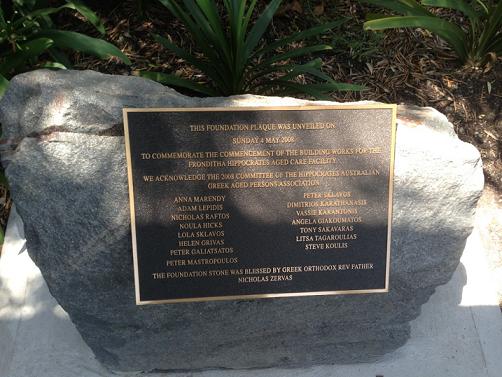 THIS FOUNDATION PLAQUE WAS UNVEILED ON
SUNDAY 4 MAY 2008
TO COMMEMORATE THE COMMENCEMENT OF THE BUILDING WORKS FOR THE
FRONDITHA HIPPOCRATES AGED CARE FACILITY.
WE ACKNOWLEDGE THE 2008 COMMITTEE OF THE HIPPOCRATES AUSTRALIAN
GREEK AGED PERSONS ASSOCIATION.
ANNA MARENDY
ADAM LEPIDIS
NICHOLAS RAFTOS
NOULA HICKS
LOLA SKLAVOS
HELEN GRIVAS
PETER GALIATSATOS
PETER MASTROPOULOS
PETER SKLAVOS
DIMITRIOS KARATHANASIS
VASSIE KARANTONIS
ANGELA GIAKOUMATOS
TONY SAKAVARAS
LITSA TAGAROULIAS
STEVE KOULIS
THE FOUNDATION STONE WAS BLESSED BY GREEK ORTHODOX REV FATHER
NICHOLAS ZERVAS